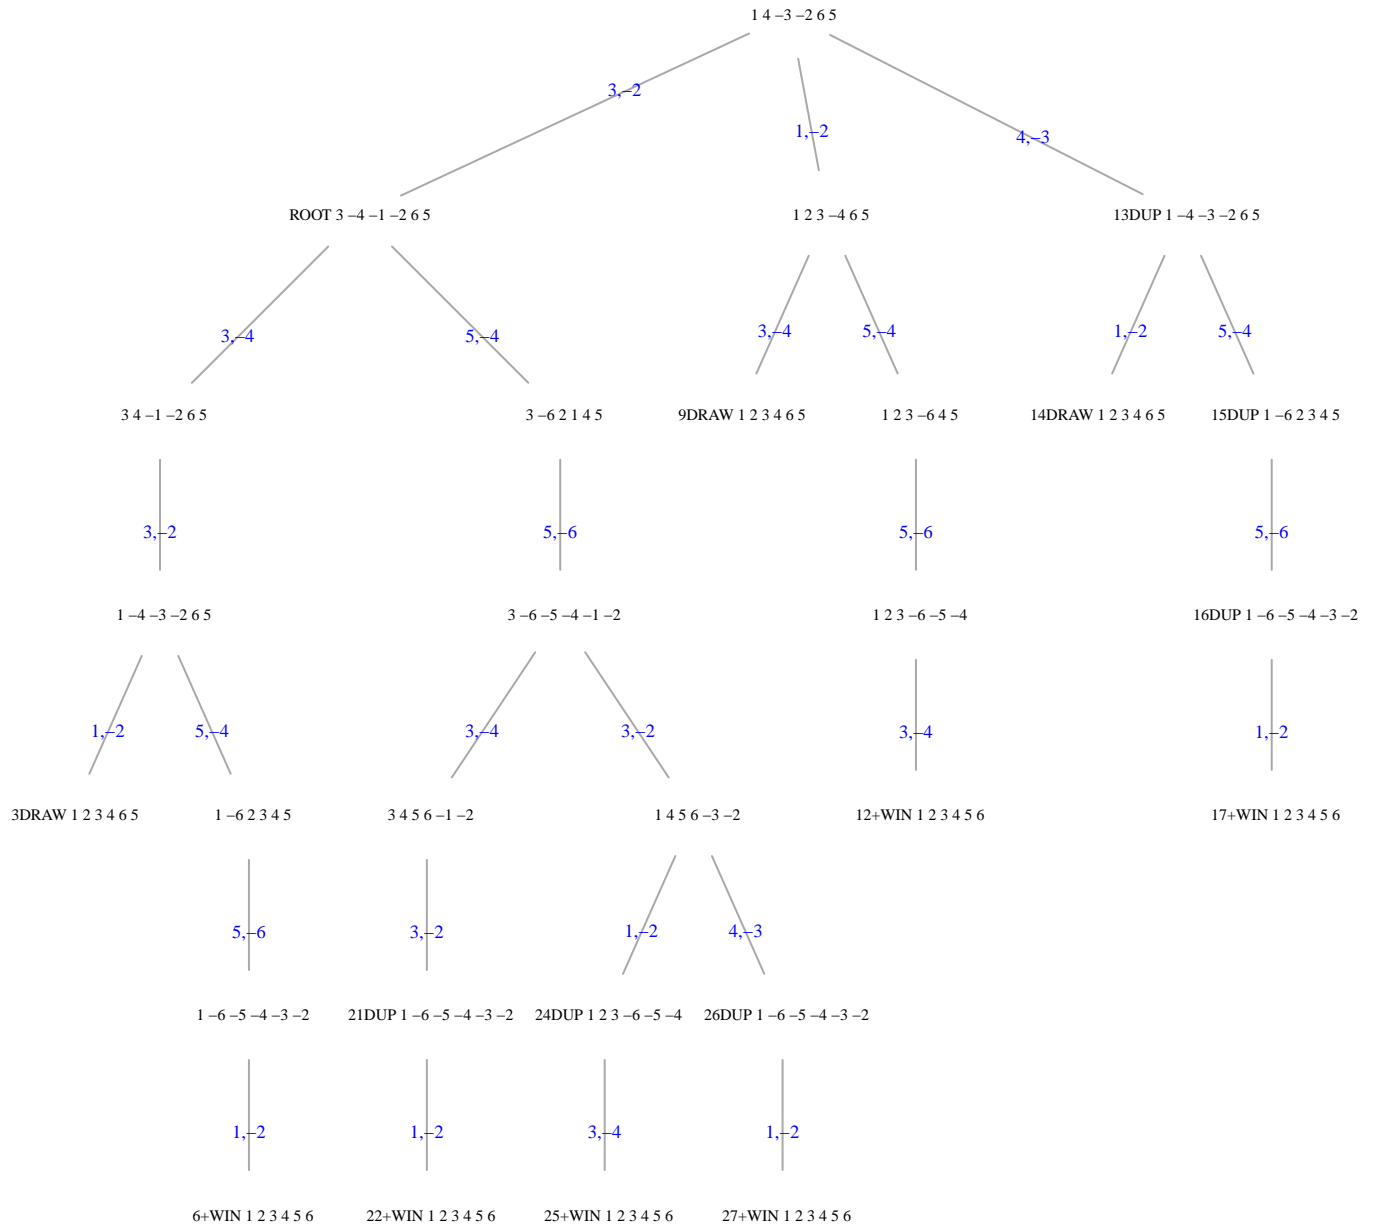 1 4 –3 –2 6 5
3,–2
1,–2
4,–3
ROOT 3 –4 –1 –2 6 5
1 2 3 –4 6 5
13DUP 1 –4 –3 –2 6 5
3,–4
5,–4
3,–4
5,–4
1,–2
5,–4
3 4 –1 –2 6 5
3 –6 2 1 4 5
9DRAW 1 2 3 4 6 5
1 2 3 –6 4 5
14DRAW 1 2 3 4 6 5
15DUP 1 –6 2 3 4 5
3,–2
5,–6
5,–6
5,–6
1 –4 –3 –2 6 5
3 –6 –5 –4 –1 –2
1 2 3 –6 –5 –4
16DUP 1 –6 –5 –4 –3 –2
1,–2
5,–4
3,–4
3,–2
3,–4
1,–2
3DRAW 1 2 3 4 6 5
1 –6 2 3 4 5
3 4 5 6 –1 –2
1 4 5 6 –3 –2
12+WIN 1 2 3 4 5 6
17+WIN 1 2 3 4 5 6
5,–6
3,–2
1,–2
4,–3
1 –6 –5 –4 –3 –2
21DUP 1 –6 –5 –4 –3 –2
24DUP 1 2 3 –6 –5 –4
26DUP 1 –6 –5 –4 –3 –2
1,–2
1,–2
3,–4
1,–2
6+WIN 1 2 3 4 5 6
22+WIN 1 2 3 4 5 6
25+WIN 1 2 3 4 5 6
27+WIN 1 2 3 4 5 6